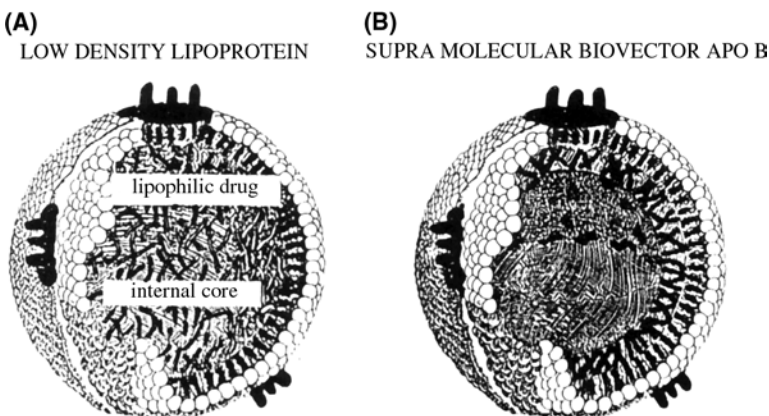 (A)
LOW DENSITY LIPOPROTEIN
lipophilic drug
internal core
(B)
SUPRA MOLECULAR BIOVECTOR APO B